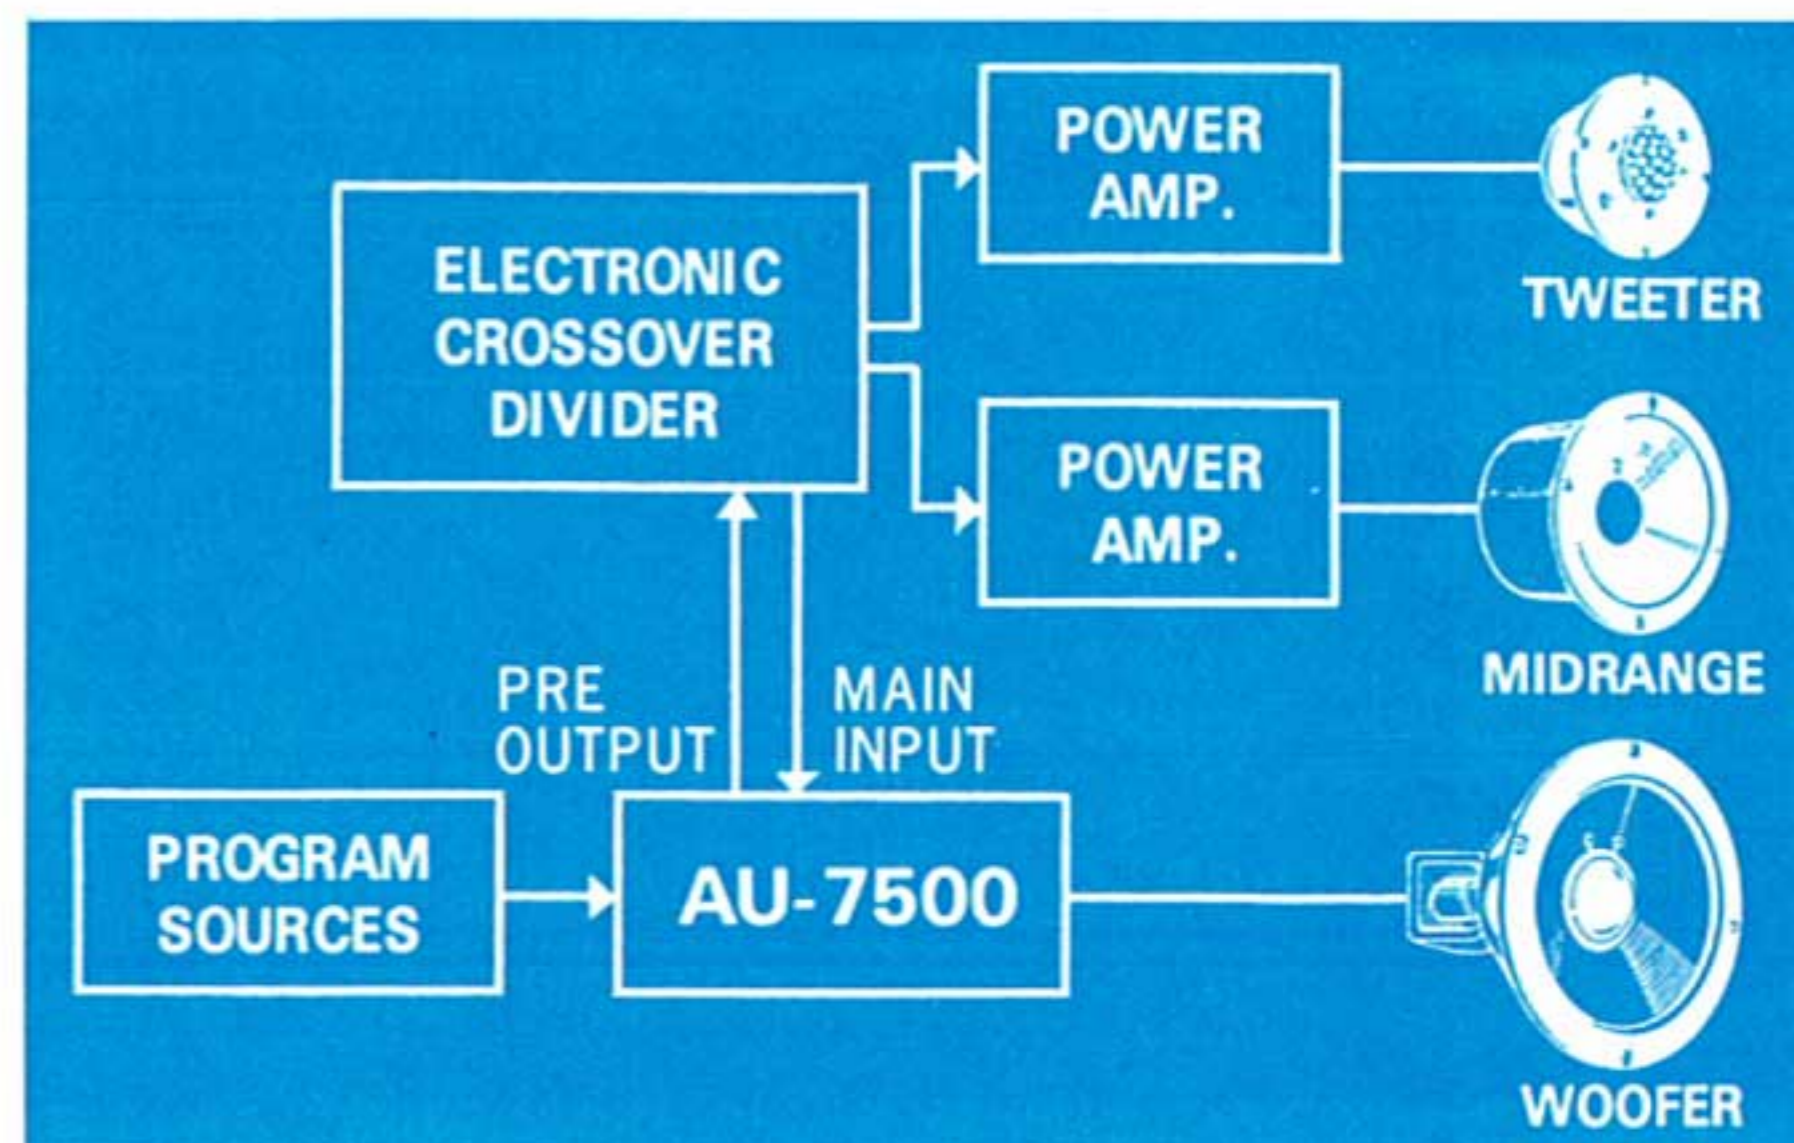 POWER
AMP.
TWEETER
ELECTRONIC
CROSSOVER
DIVIDER
POWER
AMP.
MIDRANGE
PRE
OUTPUT
MAIN
INPUT
PROGRAM
SOURCES
AU-7500
WOOFER